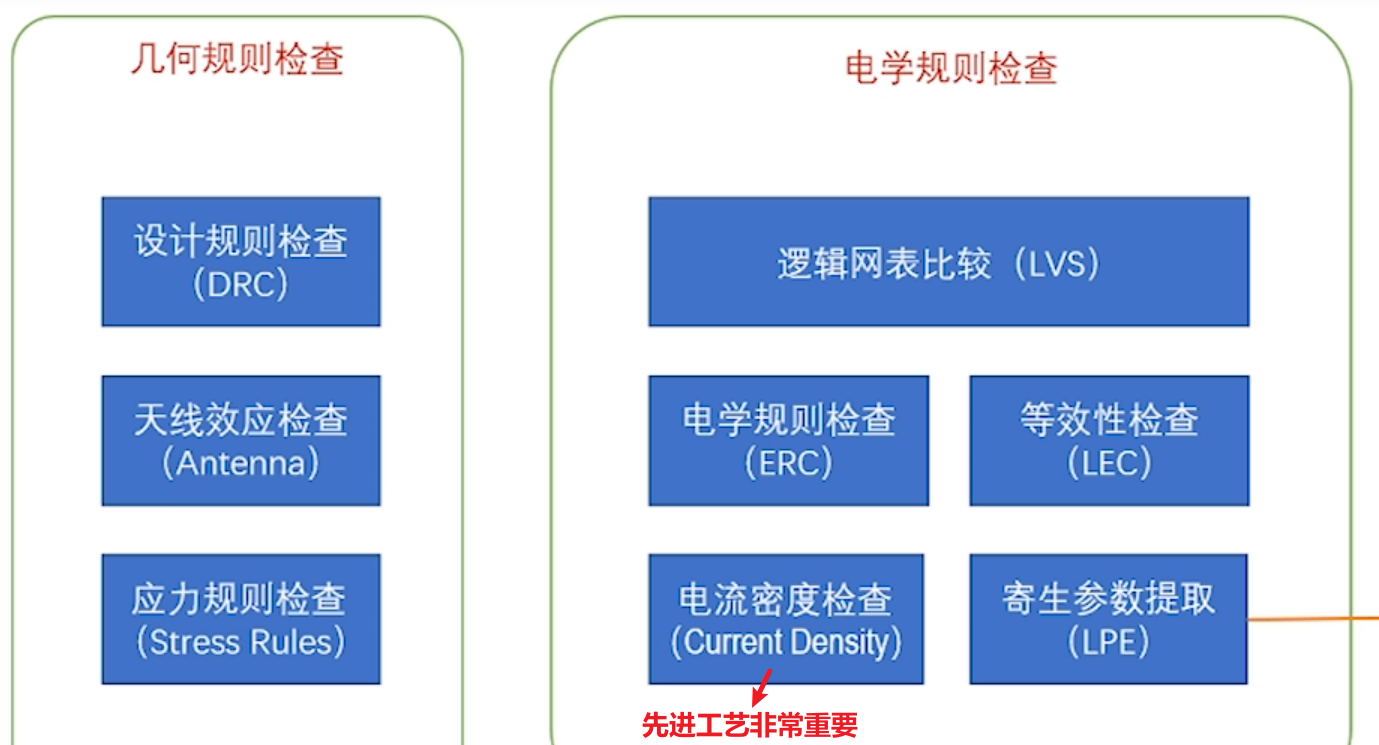 几何规则检查
设计规则检查
（DRC）
天线效应检查
（Antenna）
应力规则检查
（Stress Rules）
电学规则检查
逻辑网表比较（LVS）
电学规则检查
（ERC）
等效性检查
（LEC）
电流密度检查
（Current Density）
寄生参数提取
（LPE）
先进工艺非常重要